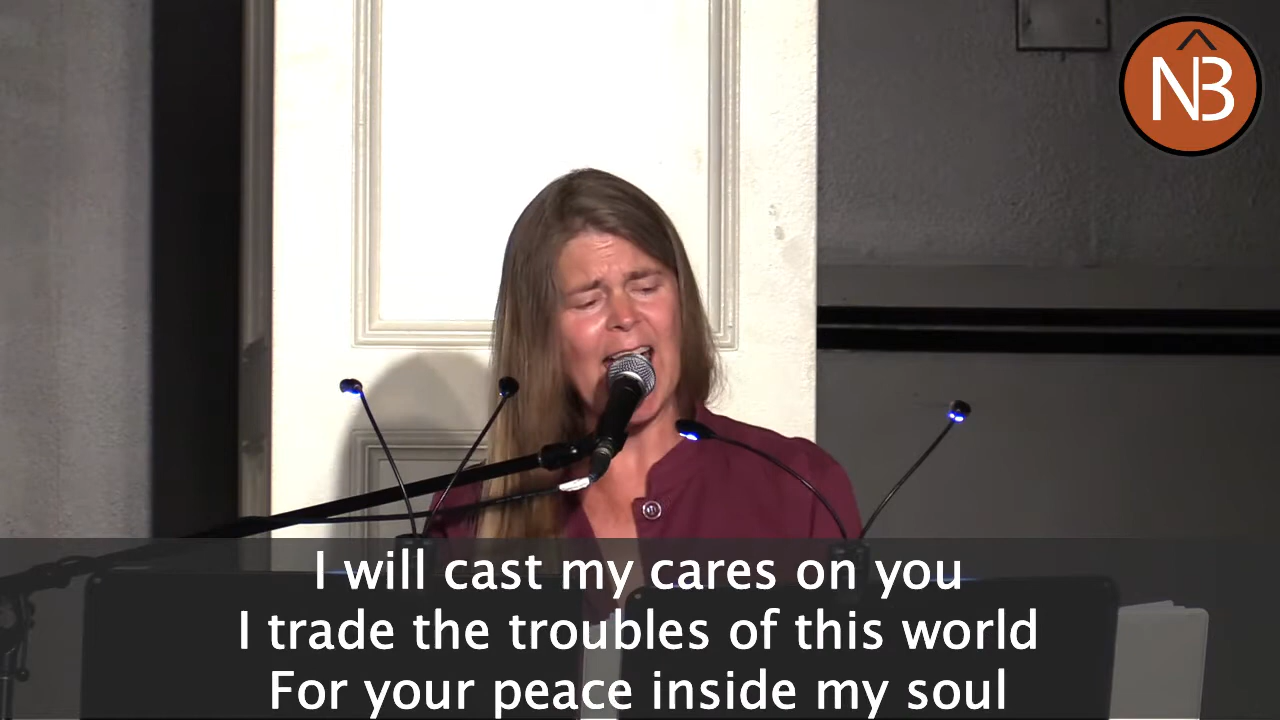 NB
I will cast my cares on you
I trade the troubles of this world
For your peace inside my soul